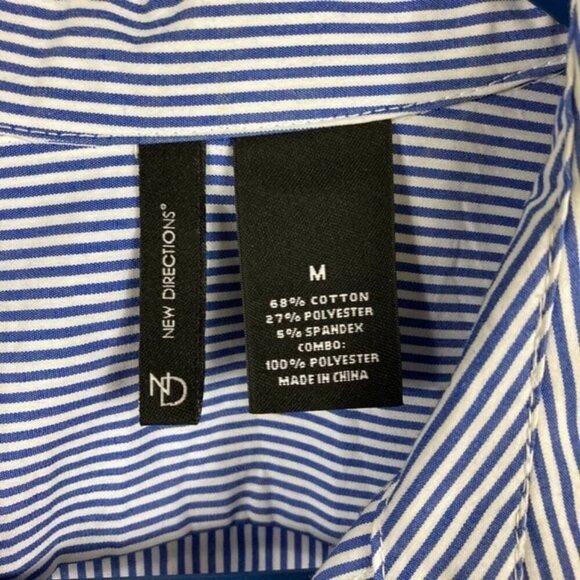 NEW DIRECTIONS®
ND
M
68% COTTON
27% POLYESTER
5% SPANDEX
COMBO:
100% POLYESTER
MADE IN CHINA